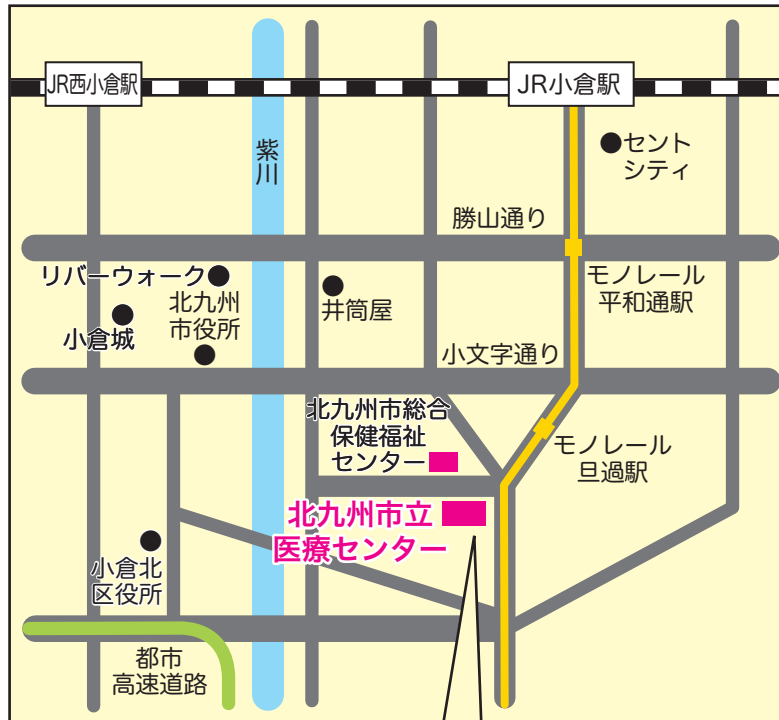 JR西小倉駅
JR小倉駅
紫川
セント
シティ
勝山通り
リバーウォーク
北九州
市役所
小倉城
井筒屋
モノレール
平和通駅
小文字通り
北九州市総合
保健福祉
センター
モノレール
旦過駅
北九州市立
医療センター
小倉北
区役所
都市
高速道路